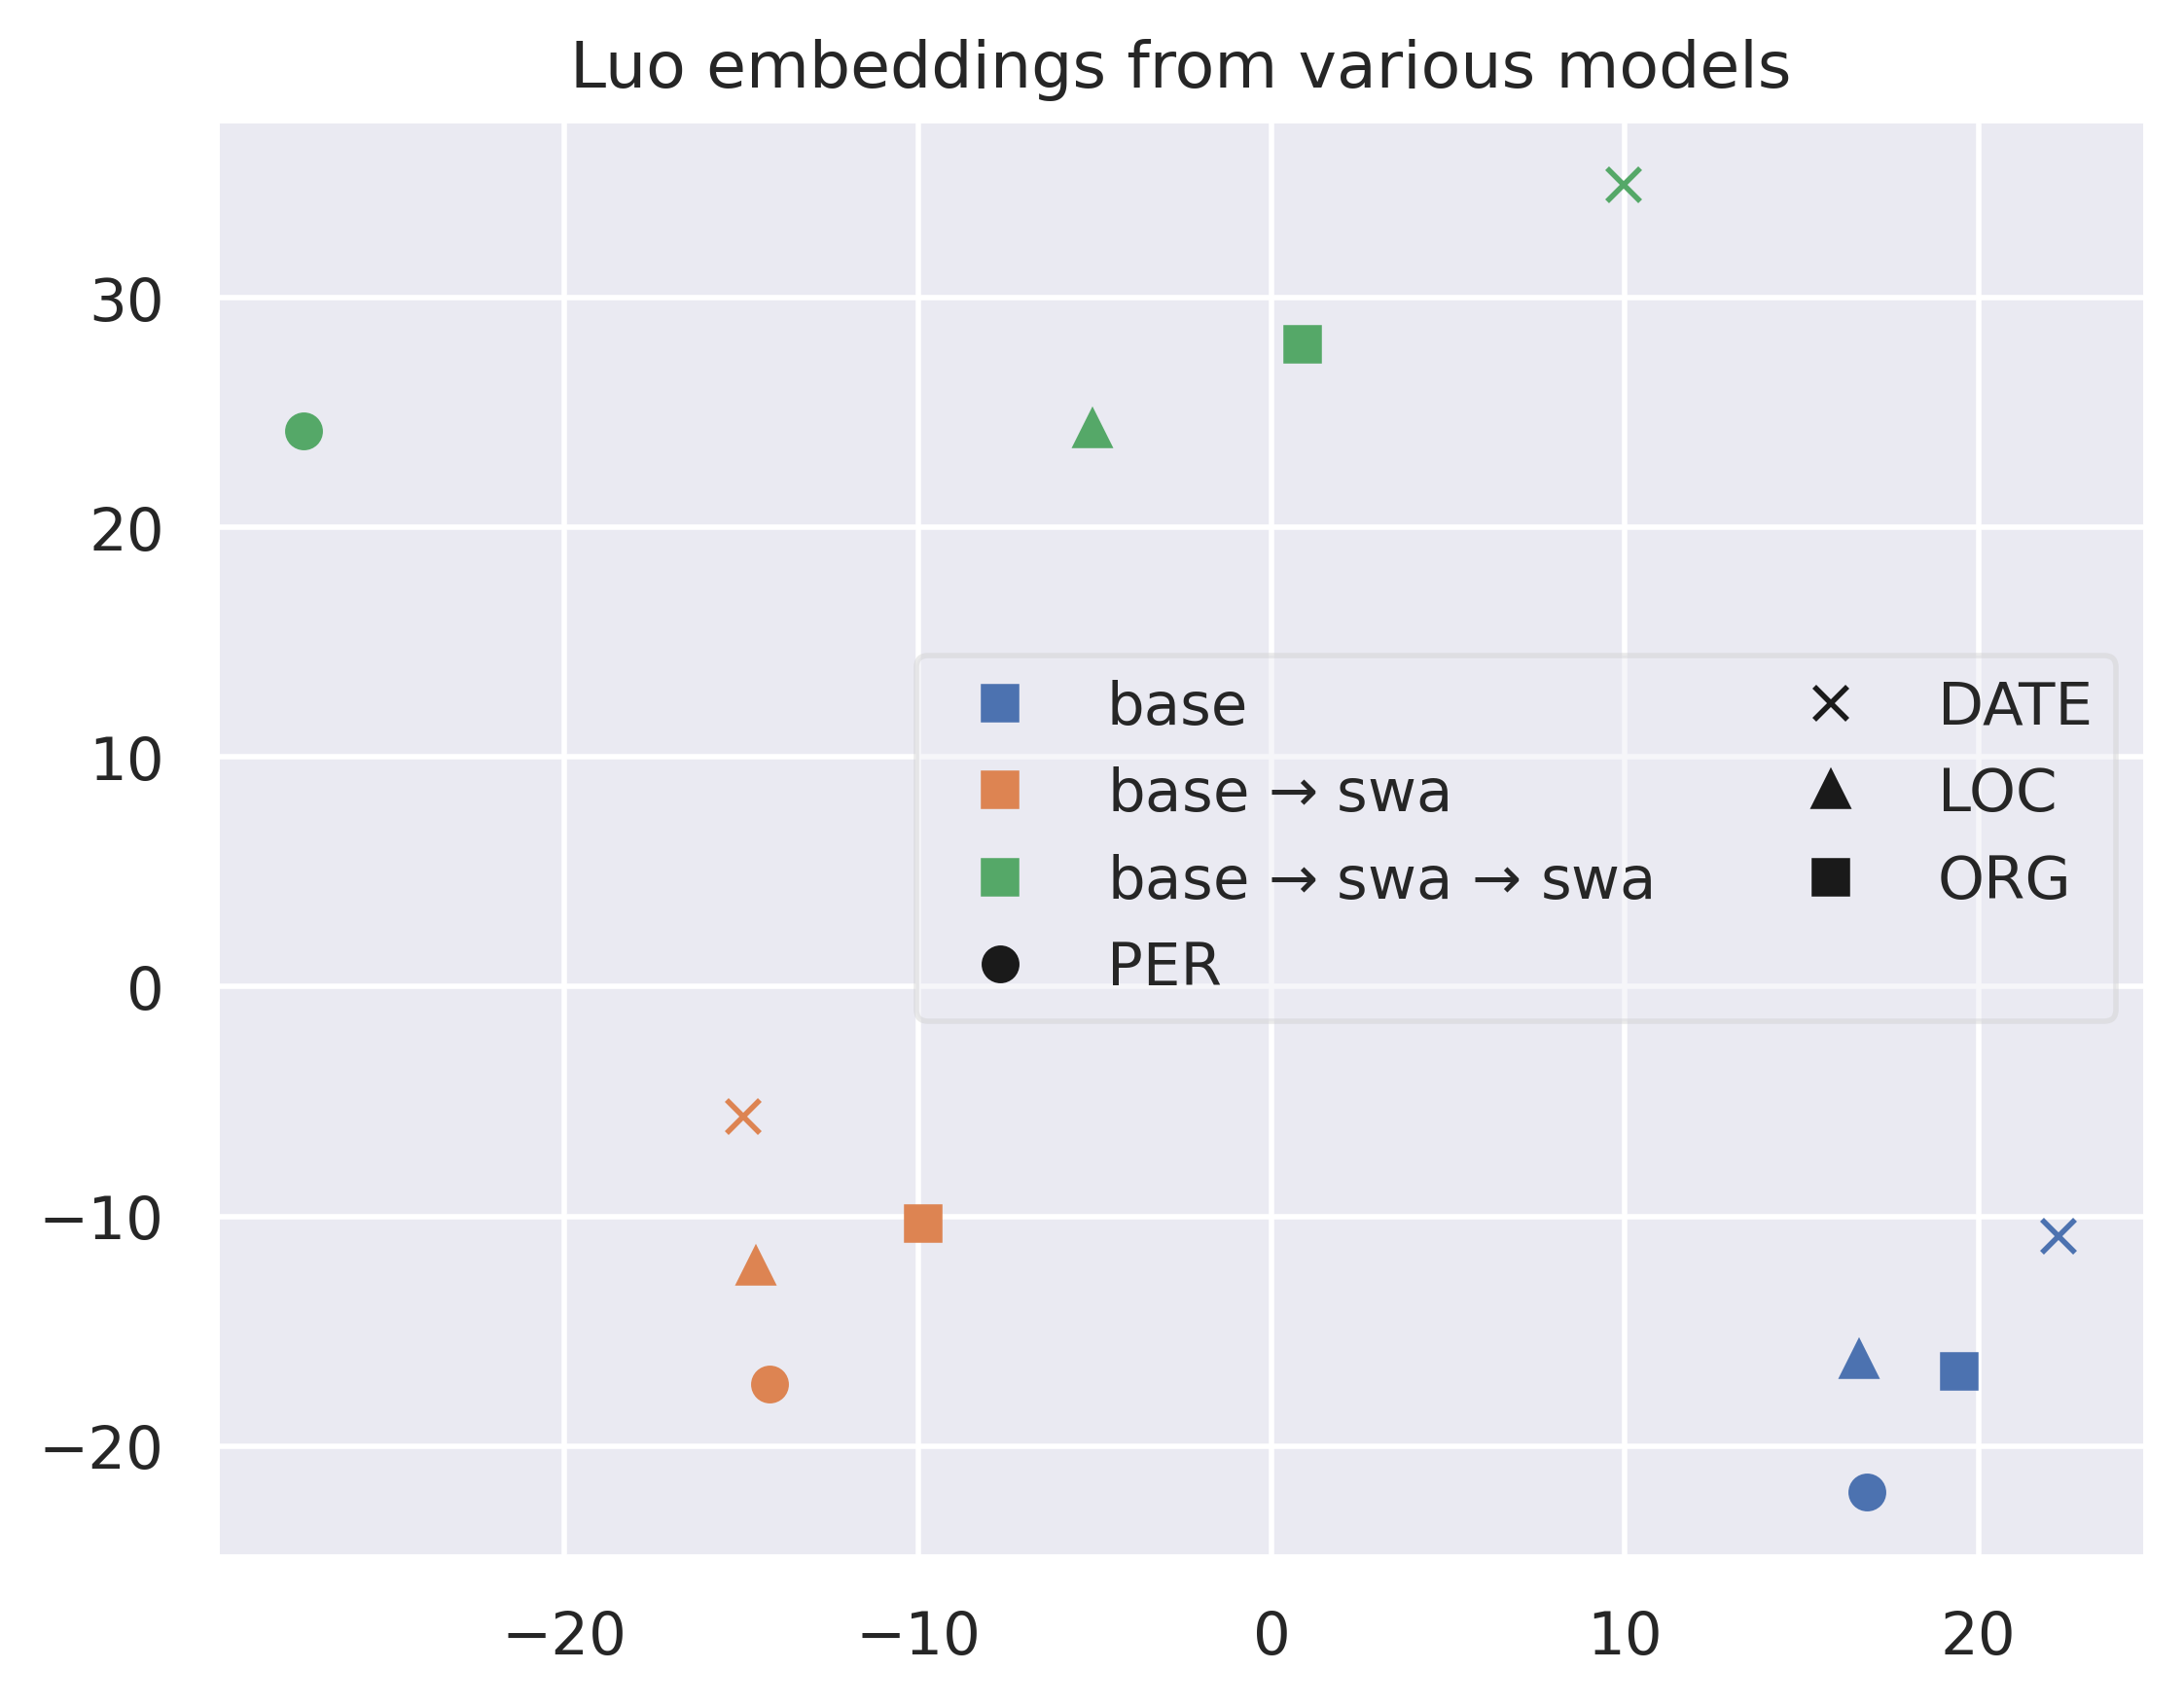 Luo embeddings from various models
30
20
10
0
−10
−20
base
base → swa
base → swa → swa
PER
DATE
LOC
ORG
−20 −10 0 10 20